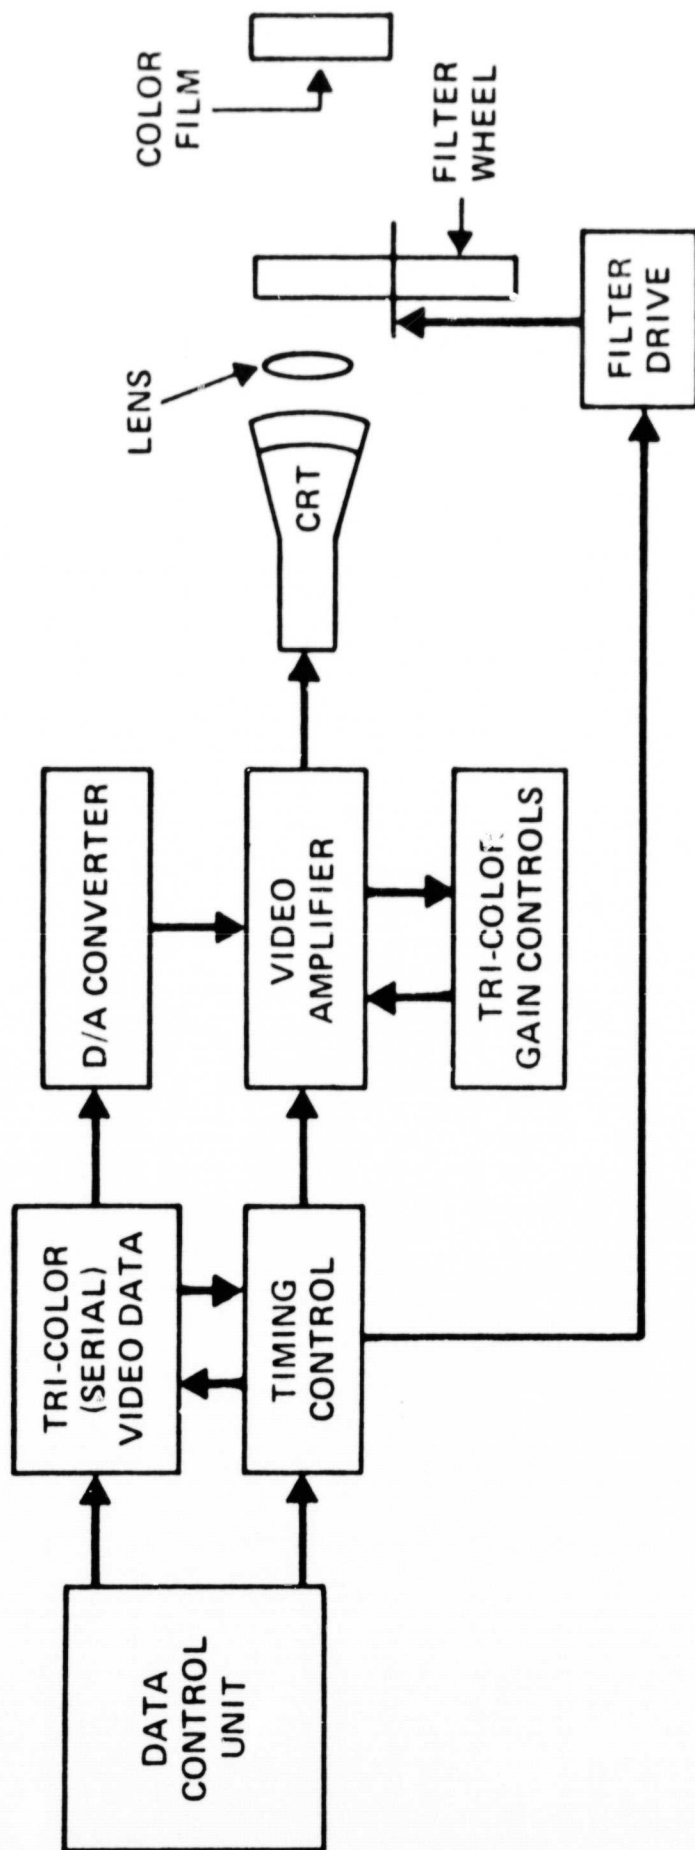 DATA
CONTROL
UNIT
TRI-COLOR
(SERIAL)
VIDEO DATA
TIMING
CONTROL
D/A CONVERTER
VIDEO
AMPLIFIER
TRI-COLOR
GAIN CONTROLS
CRT
LENS
FILTER
DRIVE
FILTER
WHEEL
COLOR
FILM